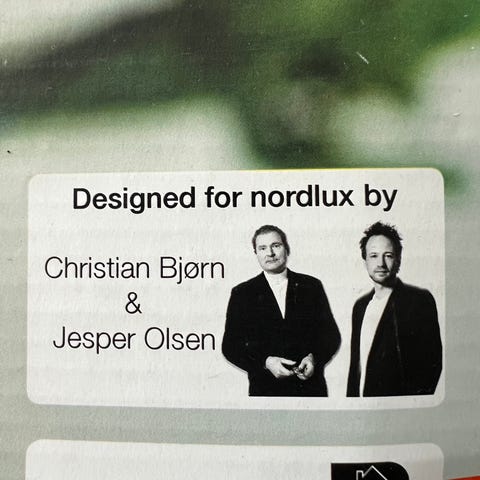 Designed for nordlux by
Christian Bjørn
&
Jesper Olsen